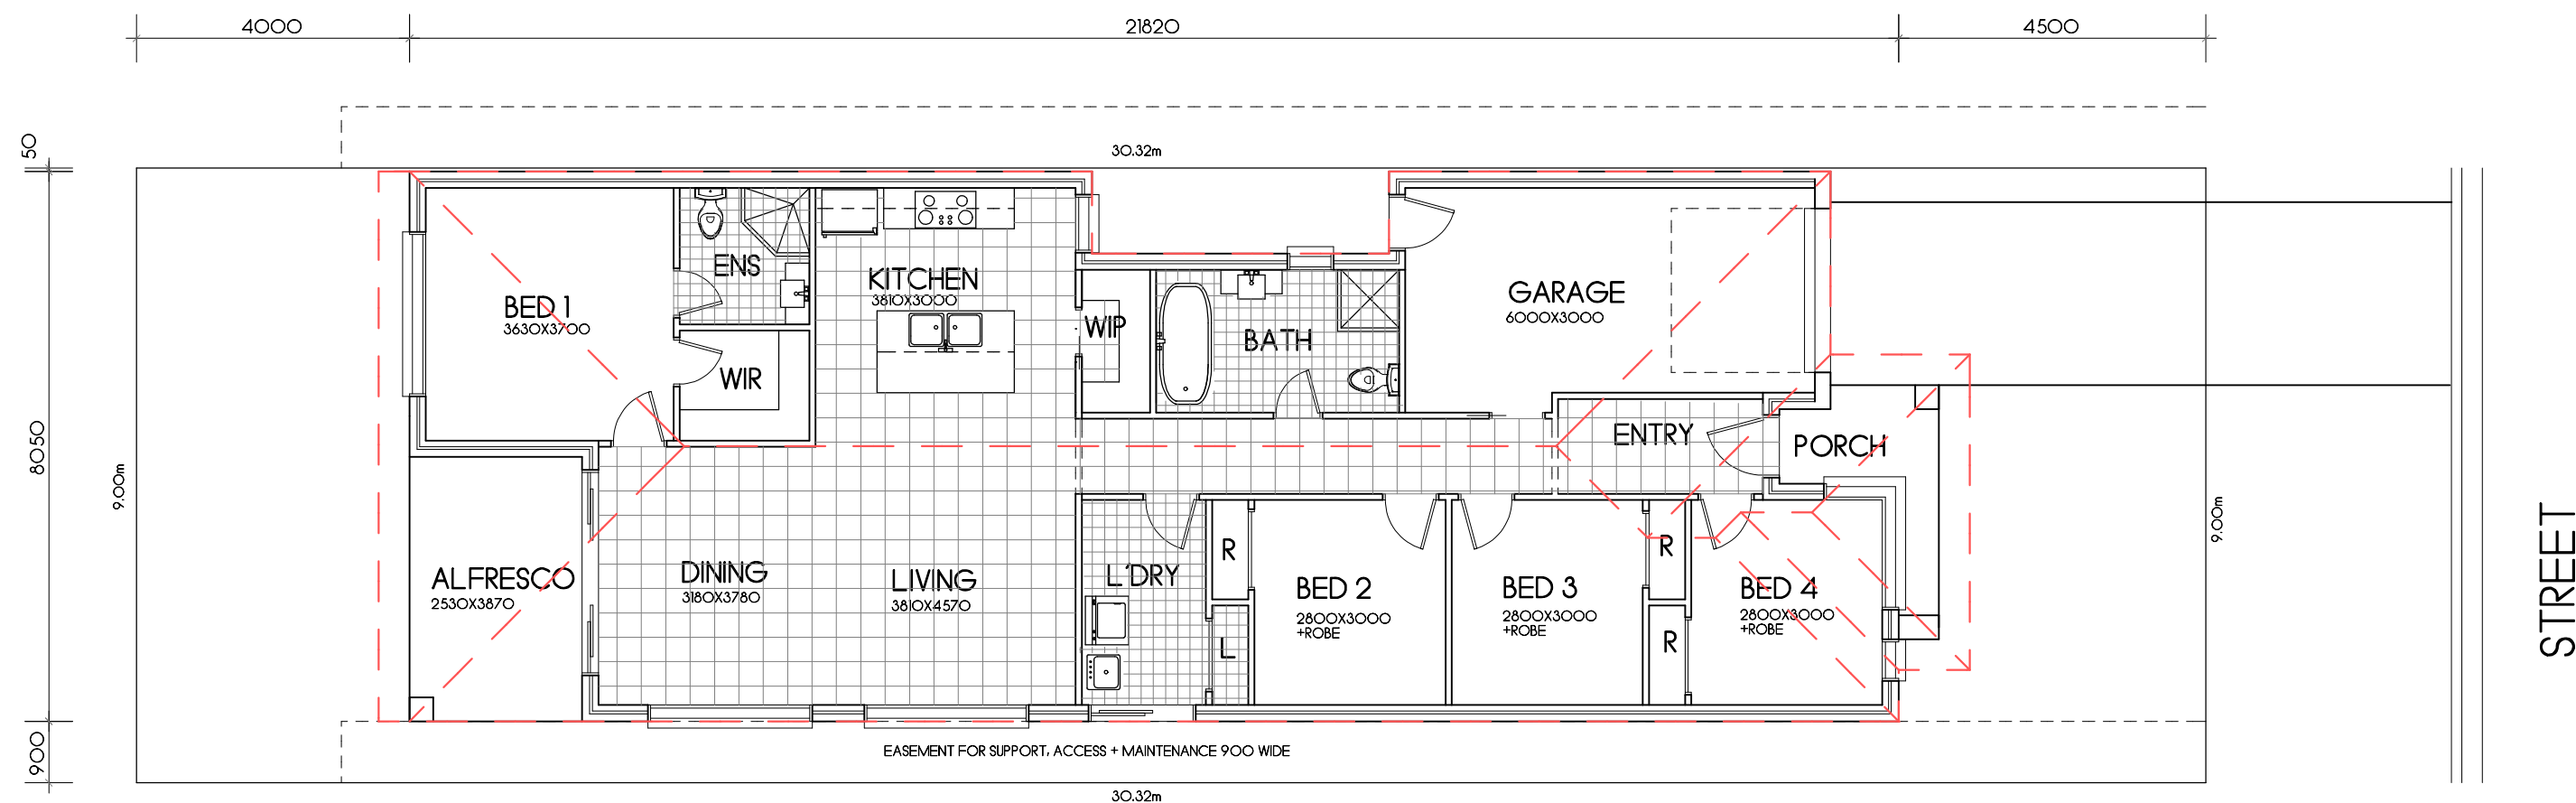 4000
21820
4500
50
30.32m
8050
9.00m
900
ENS
BED 1
3630X3700
WIR
KITCHEN
3810X3000
WIP
BATH
GARAGE
6000X3000
ENTRY
PORCH
ALFRESCO
2530X3870
DINING
3180X3780
LIVING
3810X4570
L'DRY
R
L
BED 2
2800X3000
+ROBE
BED 3
2800X3000
+ROBE
R
R
BED 4
2800X3000
+ROBE
9.00m
STREET
EASEMENT FOR SUPPORT, ACCESS + MAINTENANCE 900 WIDE
30.32m